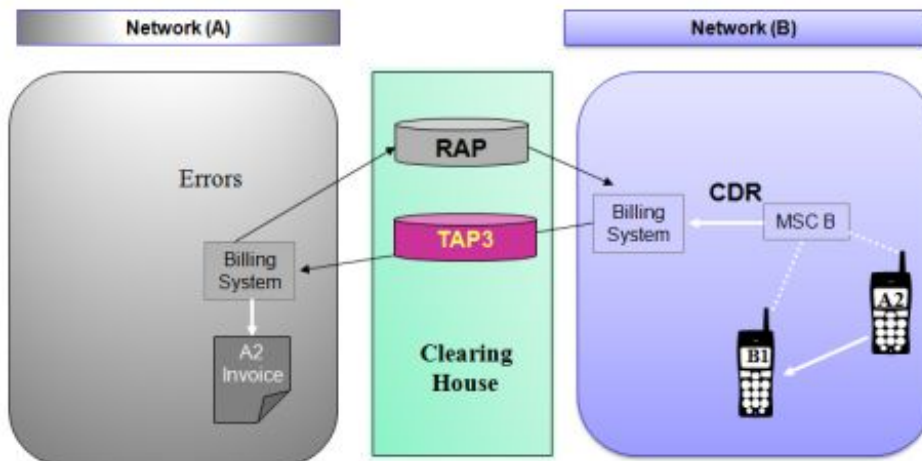 Network (A)
Network (B)
Errors
Billing
System
A2
Invoice
RAP
TAP3
Clearing
House
Billing
System
CDR
MSC B
A2
B1